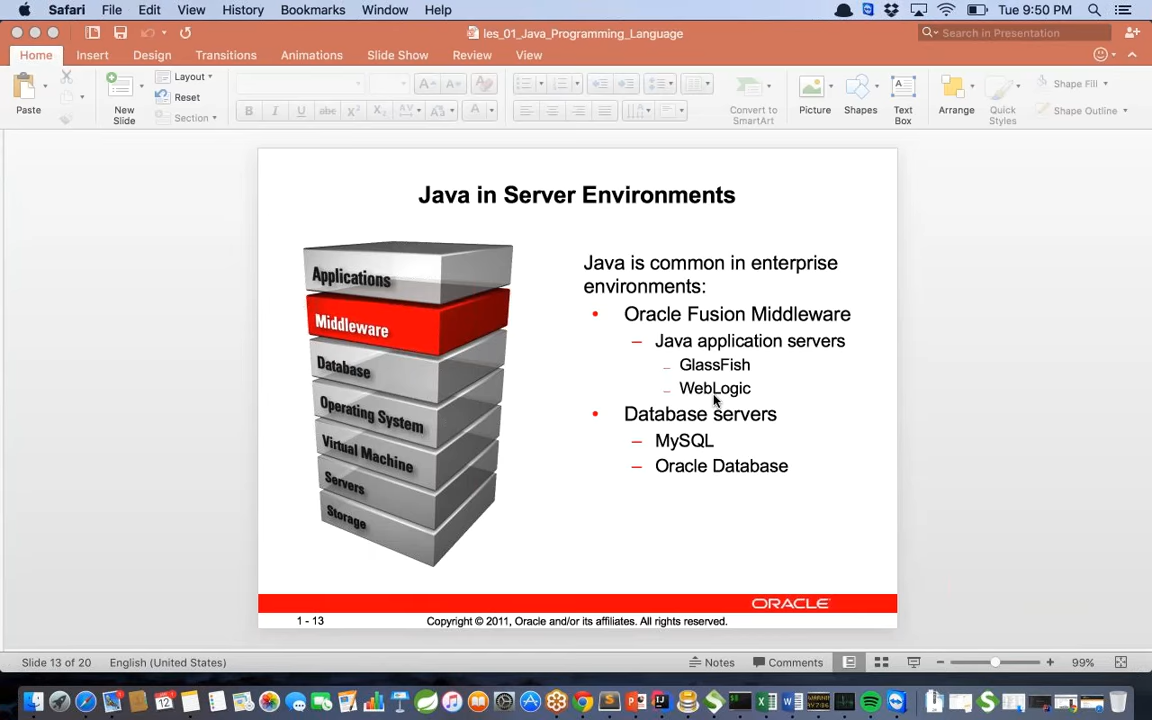 Safari File Edit View History Bookmarks Window Help Tue 9:50 PM
les_01_Java_Programming_Language
Search in Presentation
Home Insert Design Transitions Animations Slide Show Review View
Paste
New Slide
Layout
Reset
Section
B I U abc X² X₂ AV Aa A
Convert to SmartArt
Picture
Shapes
Text Box
Arrange
Quick Styles
Shape Fill
Shape Outline
Java in Server Environments
Applications
Middleware
Database
Operating System
Virtual Machine
Servers
Storage
Java is common in enterprise
environments:
• Oracle Fusion Middleware
– Java application servers
– GlassFish
– WebLogic
• Database servers
– MySQL
– Oracle Database
ORACLE
1 - 13 Copyright © 2011, Oracle and/or its affiliates. All rights reserved.
Slide 13 of 20 English (United States) Notes Comments 99%